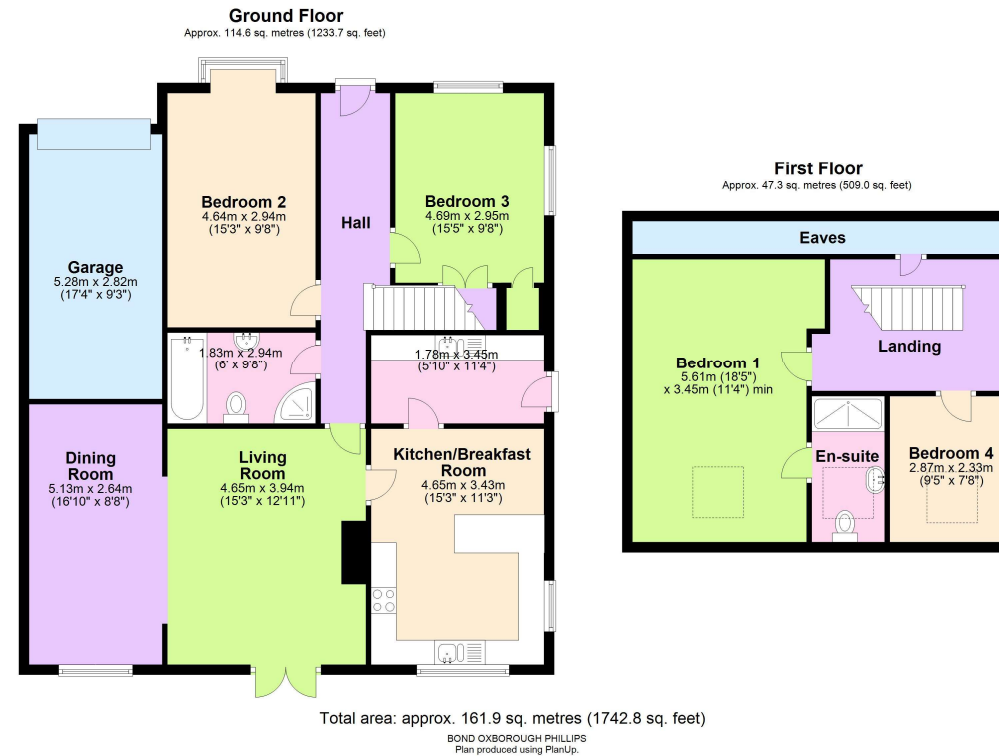 Ground Floor
Approx. 114.6 sq. metres (1233.7 sq. feet)
Bedroom 2
4.64m x 2.94m
(15'3" x 9'8")
Hall
Bedroom 3
4.69m x 2.95m
(15'5" x 9'8")
Garage
5.28m x 2.82m
(17'4" x 9'3")
1.83m x 2.94m
(6' x 9'8")
1.78m x 3.45m
(5'10" x 11'4")
Dining
Room
5.13m x 2.64m
(16'10" x 8'8")
Living
Room
4.65m x 3.94m
(15'3" x 12'11")
Kitchen/Breakfast
Room
4.65m x 3.43m
(15'3" x 11'3")
First Floor
Approx. 47.3 sq. metres (509.0 sq. feet)
Eaves
Bedroom 1
5.61m (18'5")
x 3.45m (11'4") min
Landing
En-suite
Bedroom 4
2.87m x 2.33m
(9'5" x 7'8")
Total area: approx. 161.9 sq. metres (1742.8 sq. feet)
BOND OXBOROUGH PHILLIPS
Plan produced using PlanUp.